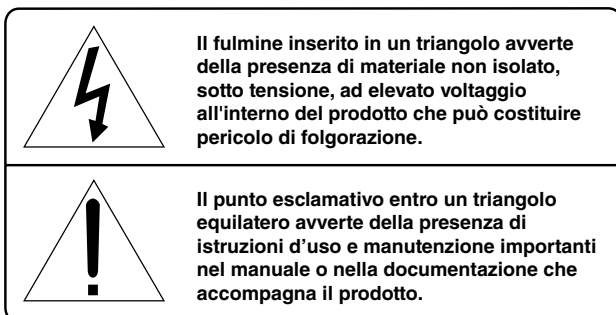 Il fulmine inserito in un triangolo avverte
della presenza di materiale non isolato,
sotto tensione, ad elevato voltaggio
all'interno del prodotto che può costituire
pericolo di folgorazione.
Il punto esclamativo entro un triangolo
equilatero avverte della presenza di
istruzioni d’uso e manutenzione importanti
nel manuale o nella documentazione che
accompagna il prodotto.